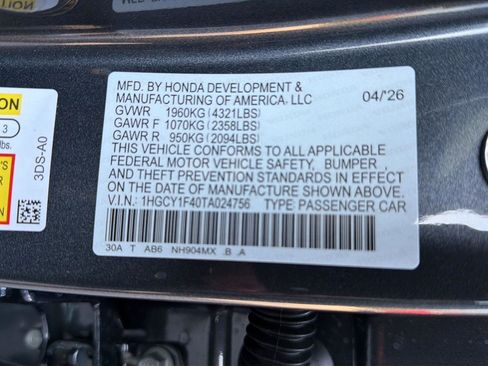 MFD. BY HONDA DEVELOPMENT &
MANUFACTURING OF AMERICA, LLC 04/'26
GVWR 1960KG(4321LBS)
GAWR F 1070KG(2358LBS)
GAWR R 950KG(2094LBS)
THIS VEHICLE CONFORMS TO ALL APPLICABLE
FEDERAL MOTOR VEHICLE SAFETY, BUMPER ,
AND THEFT PREVENTION STANDARDS IN EFFECT
ON THE DATE OF MANUFACTURE SHOWN ABOVE.
V.I.N.: 1HGCY1F40TA024756 TYPE: PASSENGER CAR
30A T AB6 NH904MX .B .A
3
lbs.
3DS-A0